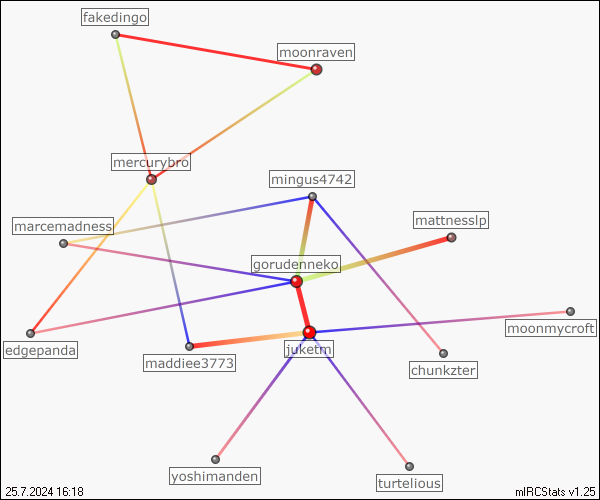 fakedingo
moonraven
mercurybro
mingus4742
marcemadness
mattnesslp
gorudenneko
moonmycroft
edgepanda
juketm
maddiee3773
chunkzter
yoshimanden
turtelious
25.7.2024 16:18
mIRCStats v1.25